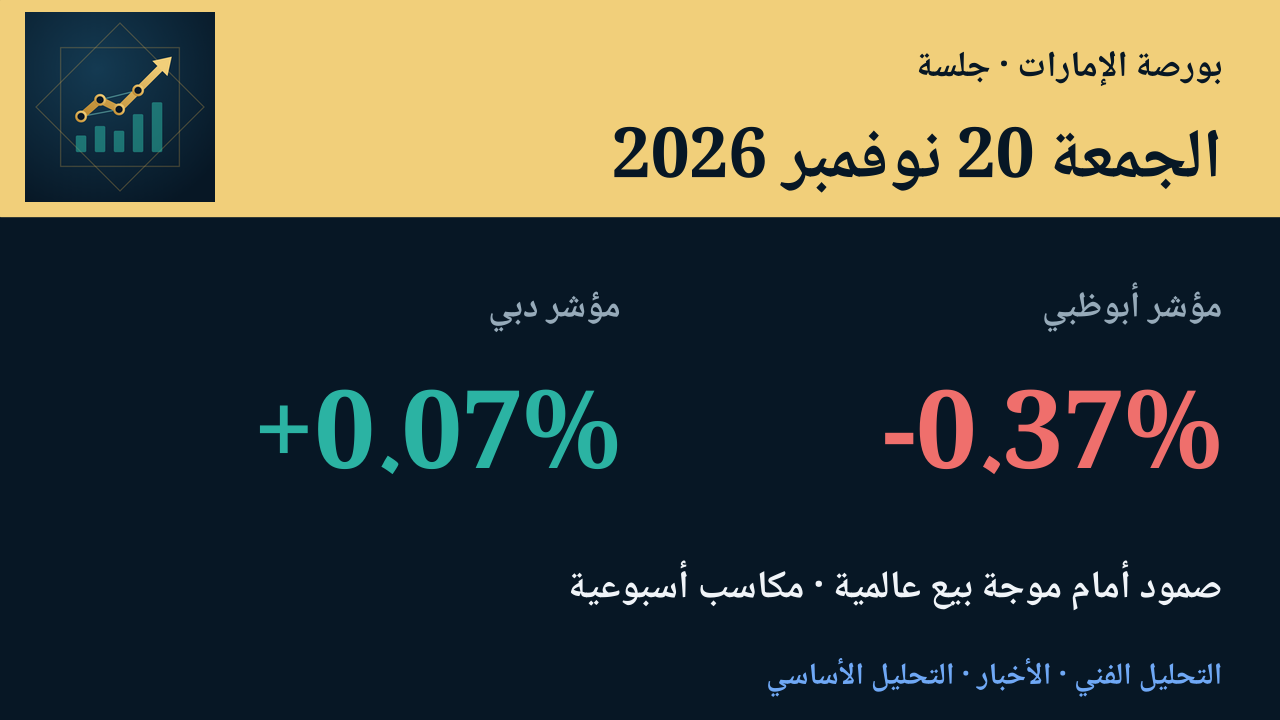 بورصة الإمارات · جلسة
الجمعة 20 نوفمبر 2026
مؤشر أبوظبي
مؤشر دبي
-0.37%
+0.07%
صمود أمام موجة بيع عالمية · مكاسب أسبوعية
التحليل الفني · الأخبار · التحليل الأساسي